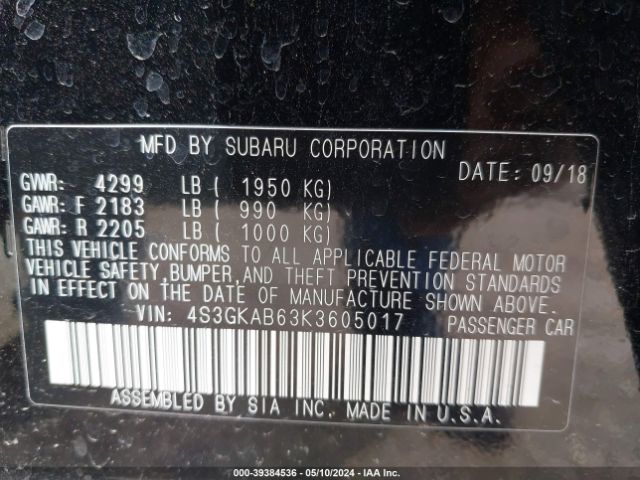 MFD BY SUBARU CORPORATION
DATE: 09/18
GVWR: 4299 LB ( 1950 KG)
GAWR: F 2183 LB ( 990 KG)
GAWR: R 2205 LB ( 1000 KG)
THIS VEHICLE CONFORMS TO ALL APPLICABLE FEDERAL MOTOR
VEHICLE SAFETY, BUMPER, AND THEFT PREVENTION STANDARDS
IN EFFECT ON THE DATE OF MANUFACTURE SHOWN ABOVE.
VIN: 4S3GKAB63K3605017 PASSENGER CAR
ASSEMBLED BY SIA INC. MADE IN U.S.A.
000-39384536 - 05/10/2024 - IAA Inc.